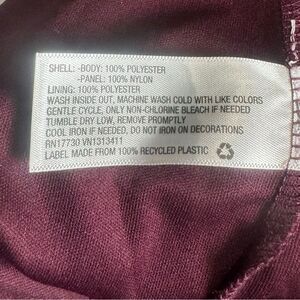 SHELL: -BODY: 100% POLYESTER
-PANEL: 100% NYLON
LINING: 100% POLYESTER
WASH INSIDE OUT, MACHINE WASH COLD WITH LIKE COLORS
GENTLE CYCLE, ONLY NON-CHLORINE BLEACH IF NEEDED
TUMBLE DRY LOW, REMOVE PROMPTLY
COOL IRON IF NEEDED, DO NOT IRON ON DECORATIONS
RN17730 VN1313411
LABEL MADE FROM 100% RECYCLED PLASTIC